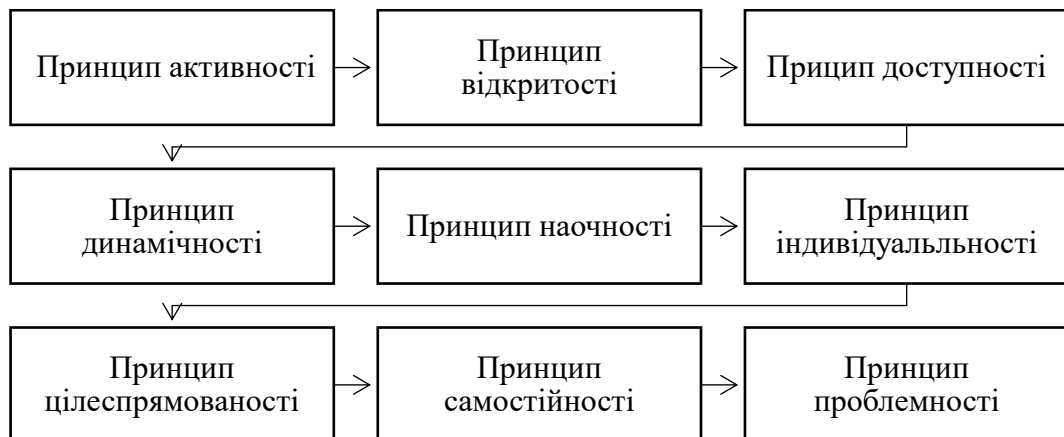 Принцип активності
Принцип
відкритості
Прицип доступності
Принцип
динамічності
Принцип наочності
Принцип
індивідуальльності
Принцип
цілеспрямованості
Принцип
самостійності
Принцип
проблемності